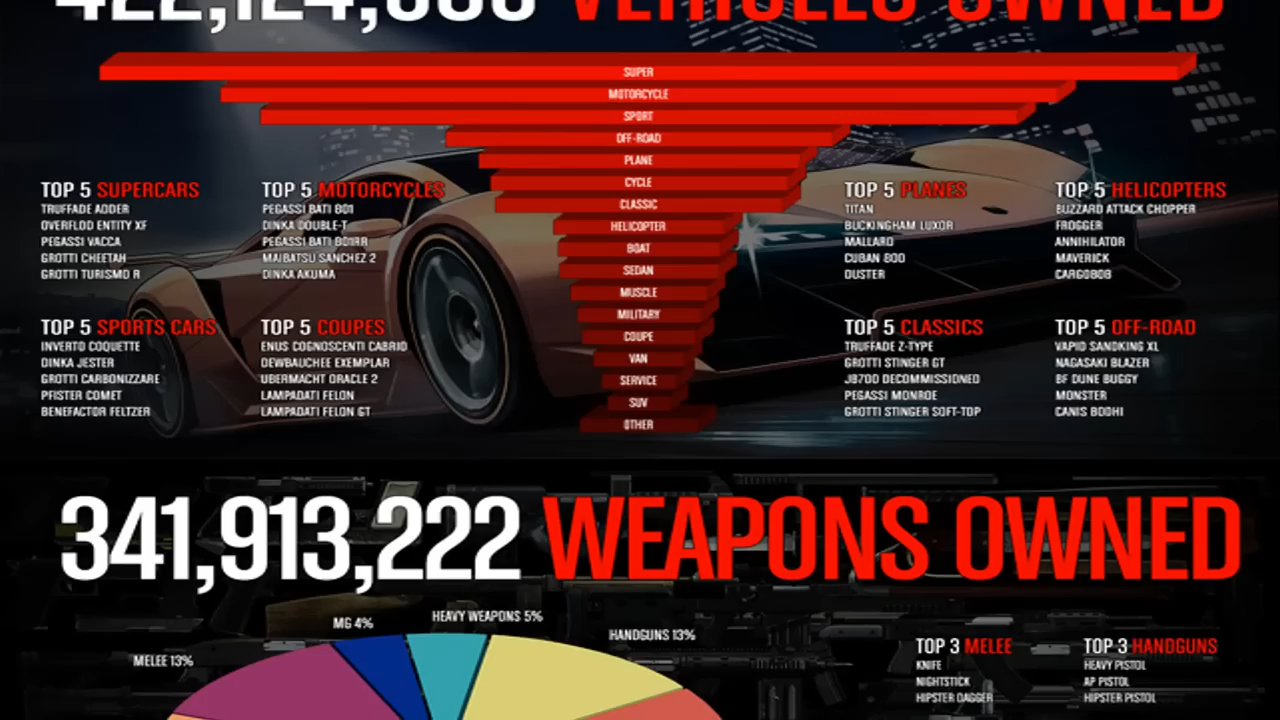 VEHICLES OWNED
SUPER
MOTORCYCLE
SPORT
OFF-ROAD
PLANE
CYCLE
CLASSIC
HELICOPTER
BOAT
SEDAN
MUSCLE
MILITARY
COUPE
VAN
SERVICE
SUV
OTHER
TOP 5 SUPERCARS
TRUFFADE ADDER
OVERFLOD ENTITY XF
PEGASSI VACCA
GROTTI CHEETAH
GROTTI TURISMO R
TOP 5 MOTORCYCLES
PEGASSI BATI 801
DINKA DOUBLE-T
PEGASSI BATI 801RR
MAIBATSU SANCHEZ 2
DINKA AKUMA
TOP 5 PLANES
TITAN
BUCKINGHAM LUXOR
MALLARD
CUBAN 800
DUSTER
TOP 5 HELICOPTERS
BUZZARD ATTACK CHOPPER
FROGGER
ANNIHILATOR
MAVERICK
CARGOBOB
TOP 5 SPORTS CARS
INVERTO COQUETTE
DINKA JESTER
GROTTI CARBONIZZARE
PFISTER COMET
BENEFACTOR FELTZER
TOP 5 COUPES
ENUS COGNOSCENTI CABRIO
DEWBAUCHEE EXEMPLAR
UBERMACHT ORACLE 2
LAMPADATI FELON
LAMPADATI FELON GT
TOP 5 CLASSICS
TRUFFADE Z-TYPE
GROTTI STINGER GT
JB700 DECOMMISSIONED
PEGASSI MONROE
GROTTI STINGER SOFT-TOP
TOP 5 OFF-ROAD
VAPID SANDKING XL
NAGASAKI BLAZER
BF DUNE BUGGY
MONSTER
CANIS BODHI
341,913,222 WEAPONS OWNED
MELEE 13%
MG 4%
HEAVY WEAPONS 5%
HANDGUNS 13%
TOP 3 MELEE
KNIFE
NIGHTSTICK
HIPSTER DAGGER
TOP 3 HANDGUNS
HEAVY PISTOL
AP PISTOL
HIPSTER PISTOL